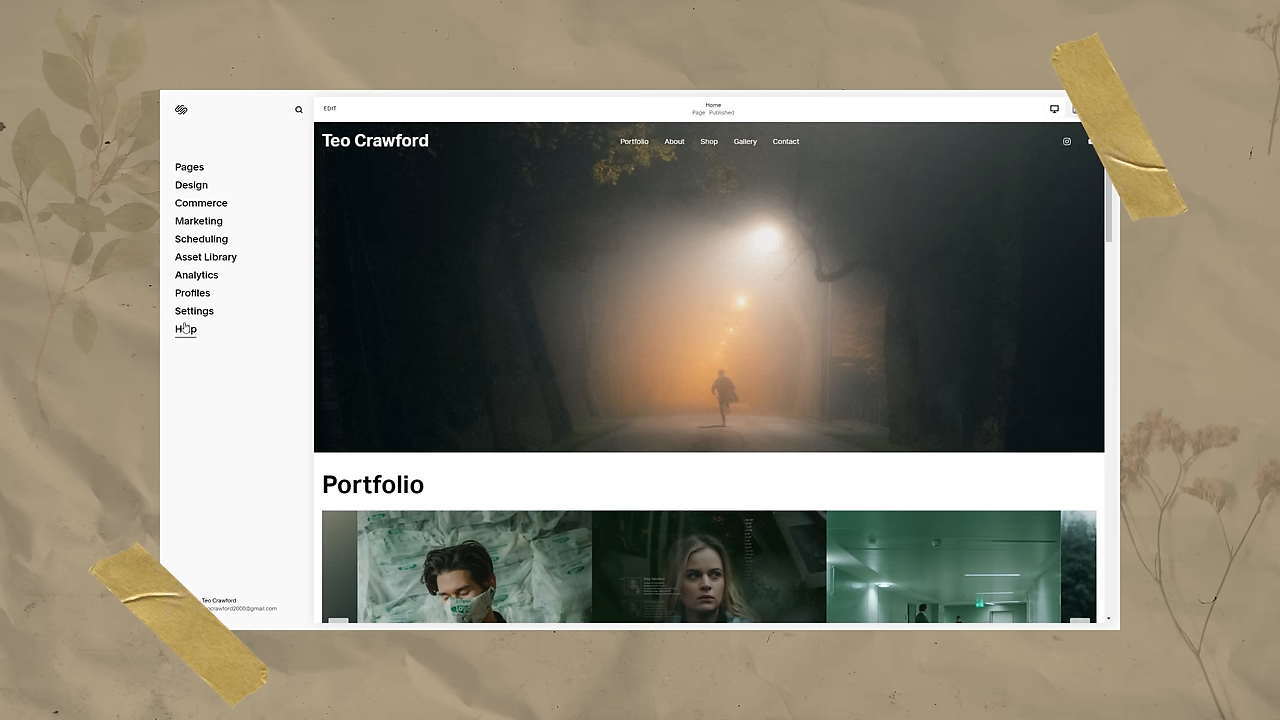 EDIT
Home
Page · Published
Teo Crawford
Portfolio
About
Shop
Gallery
Contact
Pages
Design
Commerce
Marketing
Scheduling
Asset Library
Analytics
Profiles
Settings
Help
Portfolio
Teo Crawford
ocrawford2000@gmail.com